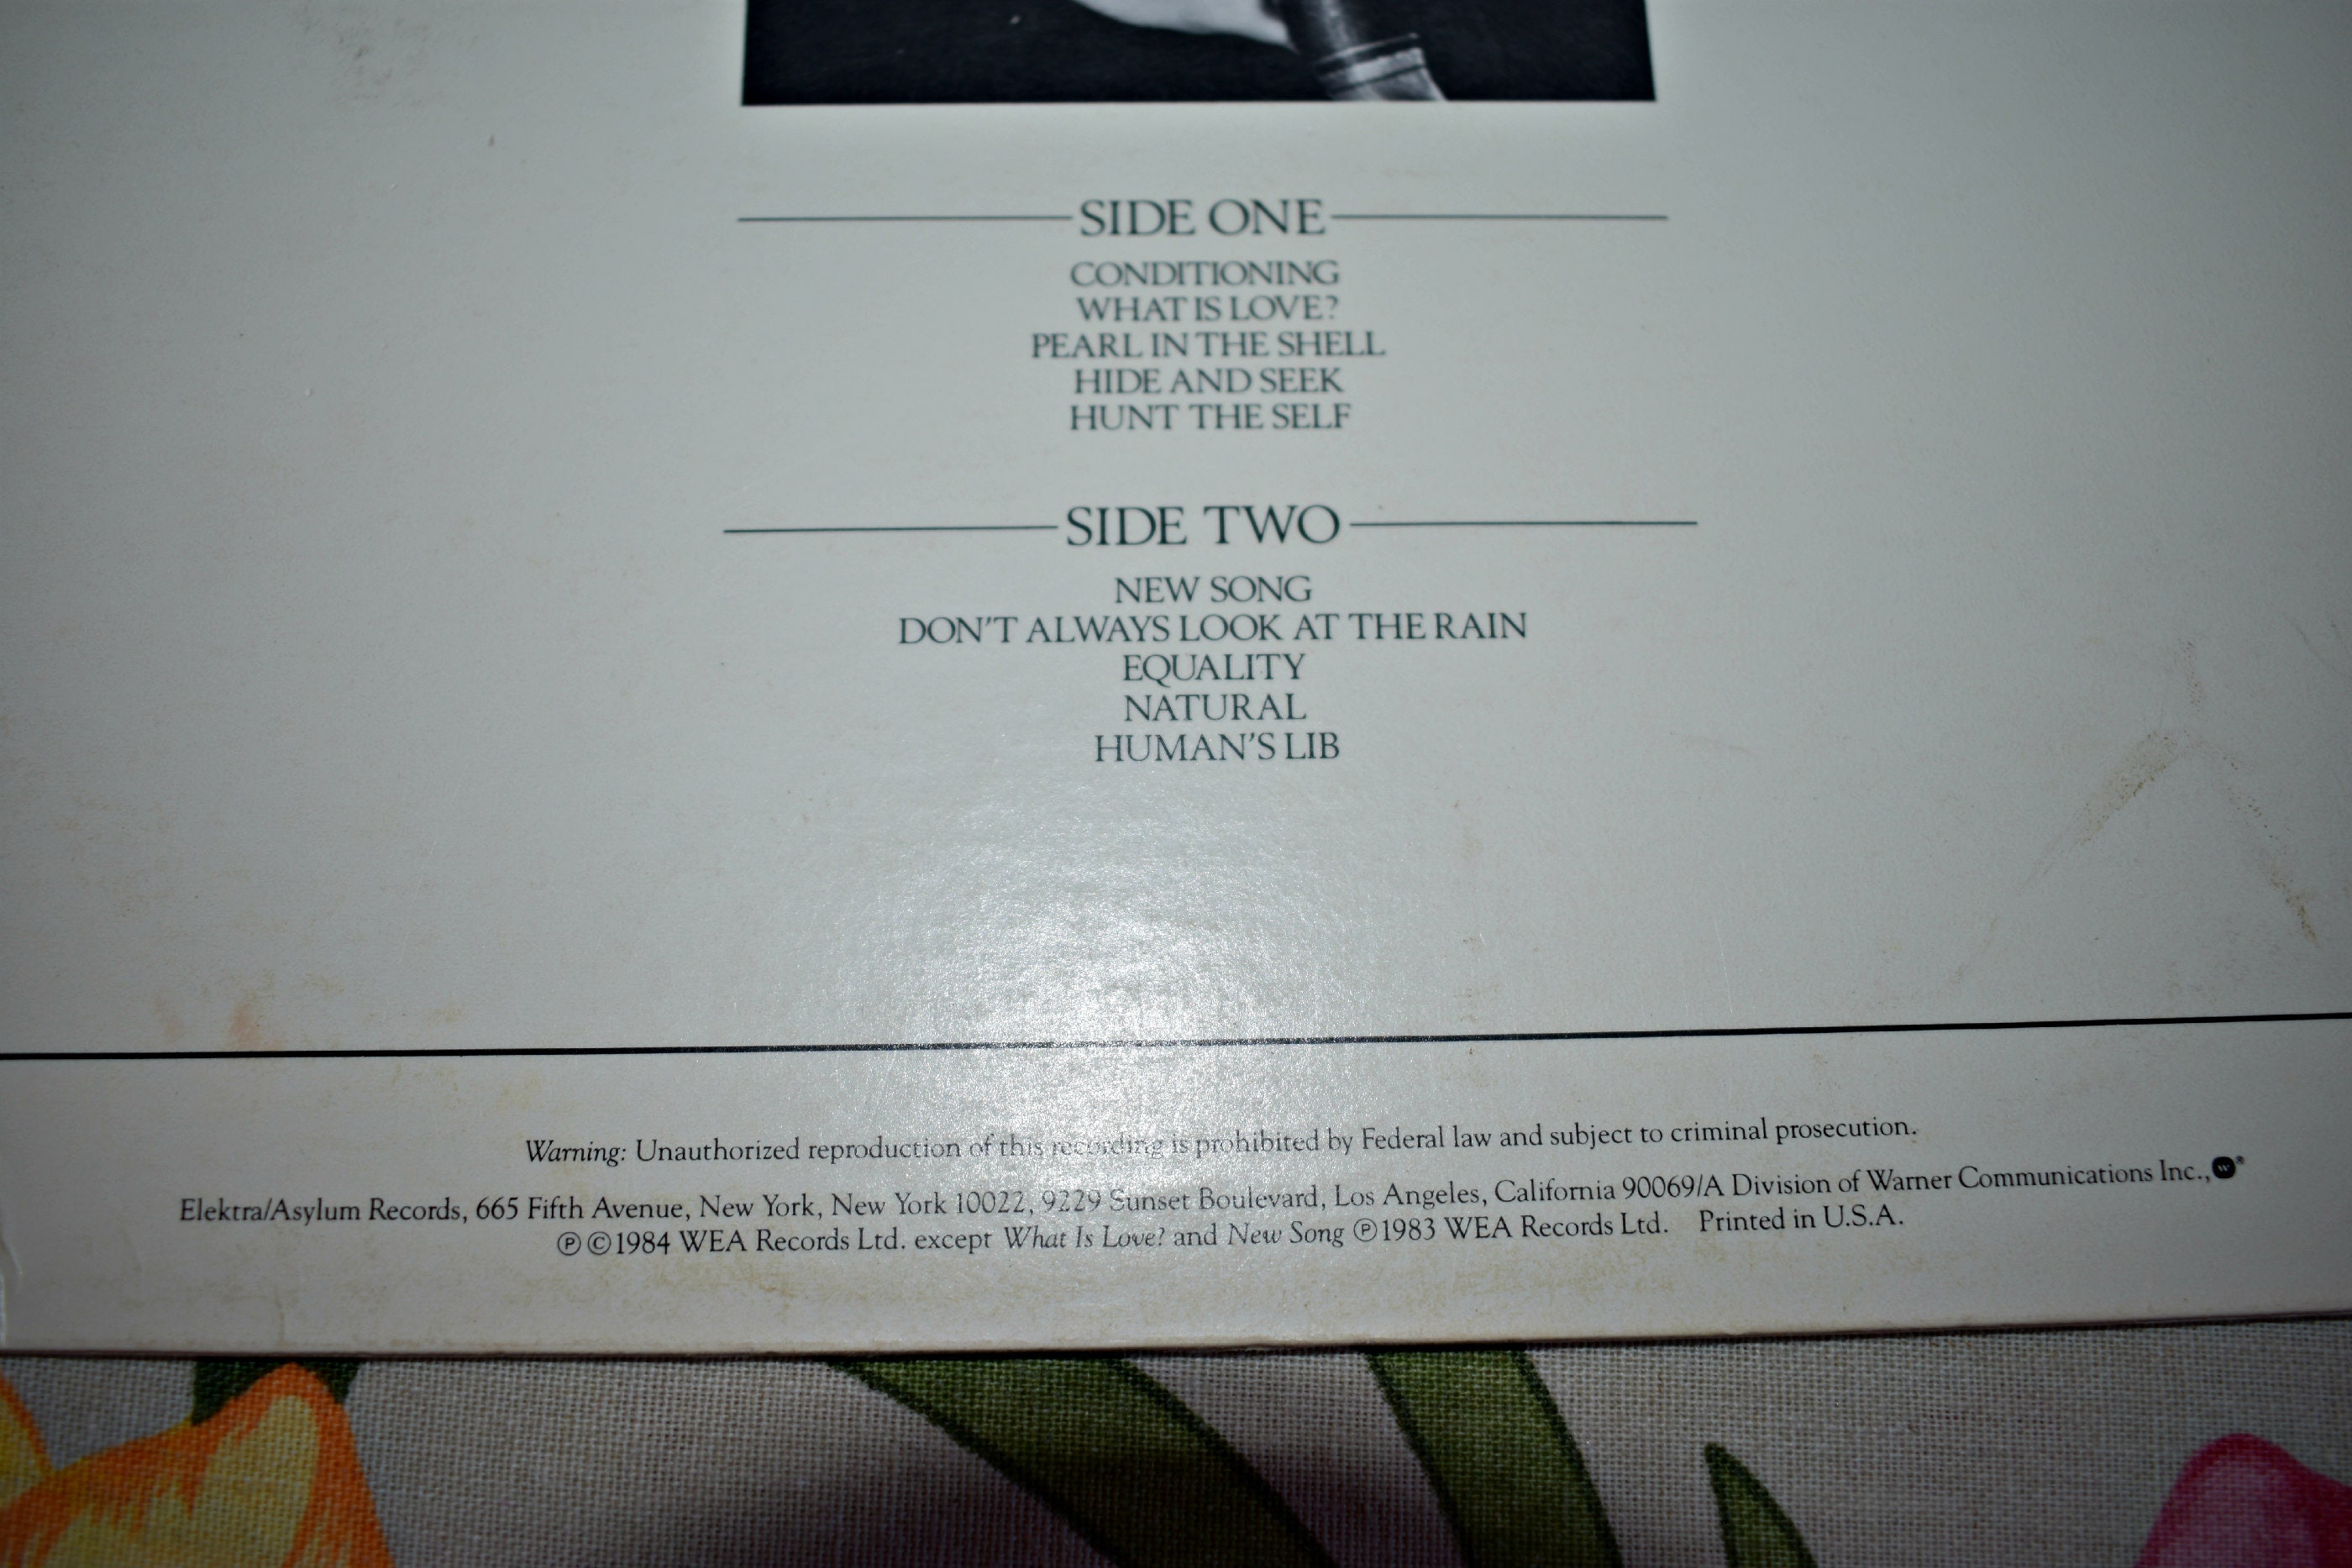 SIDE ONE
CONDITIONING
WHAT IS LOVE?
PEARL IN THE SHELL
HIDE AND SEEK
HUNT THE SELF
SIDE TWO
NEW SONG
DON'T ALWAYS LOOK AT THE RAIN
EQUALITY
NATURAL
HUMAN'S LIB
Warning: Unauthorized reproduction of this recording is prohibited by Federal law and subject to criminal prosecution.
Elektra/Asylum Records, 665 Fifth Avenue, New York, New York 10022, 9229 Sunset Boulevard, Los Angeles, California 90069/A Division of Warner Communications Inc., w®
℗©1984 WEA Records Ltd. except What Is Love? and New Song ℗1983 WEA Records Ltd. Printed in U.S.A.